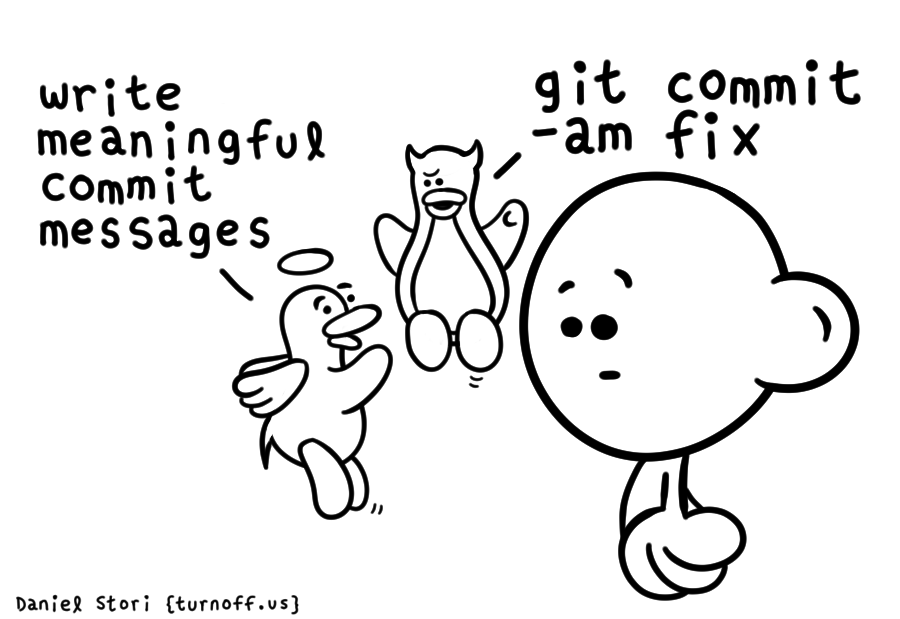 write
meaningful
commit
messages
git commit
-am fix
Daniel Stori {turnoff.us}